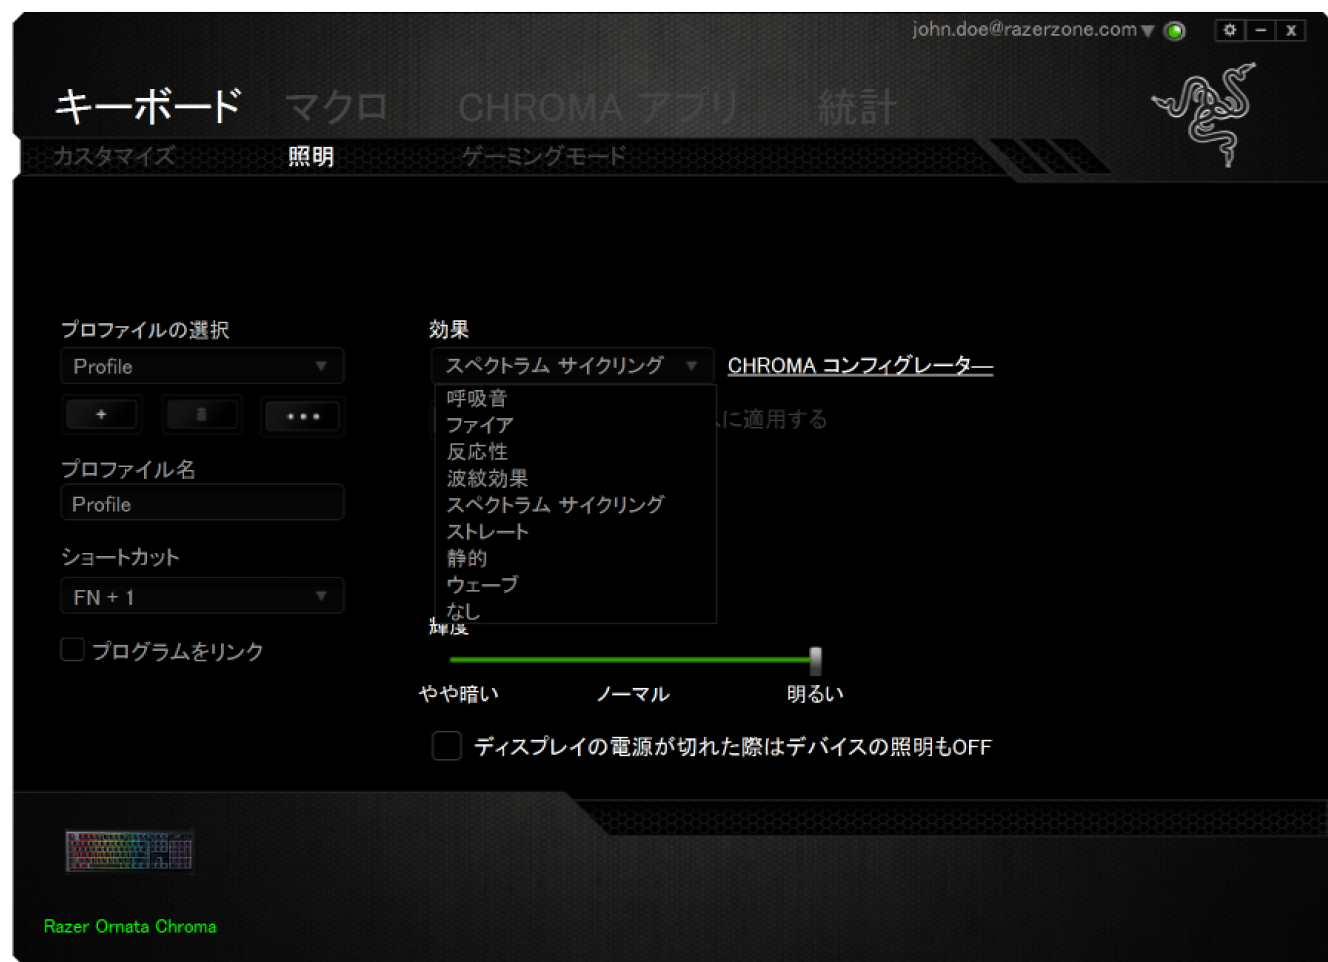 john.doe@razerzone.com
キーボード マクロ CHROMA アプリ 統計
カスタマイズ 照明 ゲーミングモード
プロファイルの選択
Profile
プロファイル名
Profile
ショートカット
FN + 1
プログラムをリンク
効果
スペクトラム サイクリング
CHROMA コンフィグレーター
に適用する
呼吸音
ファイア
反応性
波紋効果
スペクトラム サイクリング
ストレート
静的
ウェーブ
なし
輝度
やや暗い ノーマル 明るい
ディスプレイの電源が切れた際はデバイスの照明もOFF
Razer Ornata Chroma